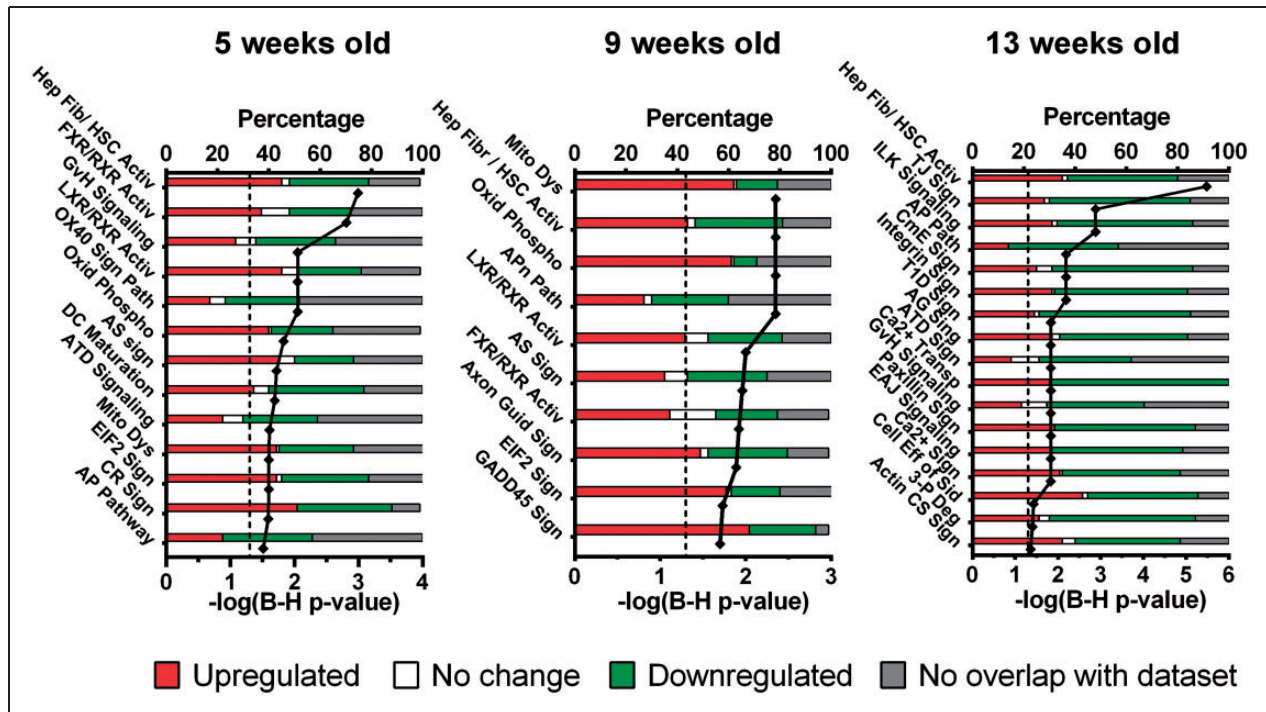 5 weeks old
Percentage
0 20 40 60 80 100
Hep Fib/ HSC Activ
FXR/RXR Activ
GvH Signaling
LXR/RXR Activ
OX40 Sign Path
Oxid Phospho
AS sign
DC Maturation
ATD Signaling
Mito Dys
EIF2 Sign
CR Sign
AP Pathway
0 1 2 3 4
-log(B-H p-value)
9 weeks old
Percentage
0 20 40 60 80 100
Mito Dys
Hep Fibr / HSC Activ
Oxid Phospho
APn Path
LXR/RXR Activ
AS Sign
FXR/RXR Activ
Axon Guid Sign
EIF2 Sign
GADD45 Sign
0 1 2 3
-log(B-H p-value)
13 weeks old
Percentage
0 20 40 60 80 100
Hep Fib/ HSC Activ
TJ Sign
ILK Signaling
AP Path
CmE Sign
Integrin Sign
T1D Sign
AG Sing
ATD Sign
Ca2+ Transp
GvH Signaling
Paxillin Sign
EAJ Signaling
Ca2+ Sign
Cell Eff of Sld
3-P Deg
Actin CS Sign
0 1 2 3 4 5 6
-log(B-H p-value)
Upregulated
No change
Downregulated
No overlap with dataset